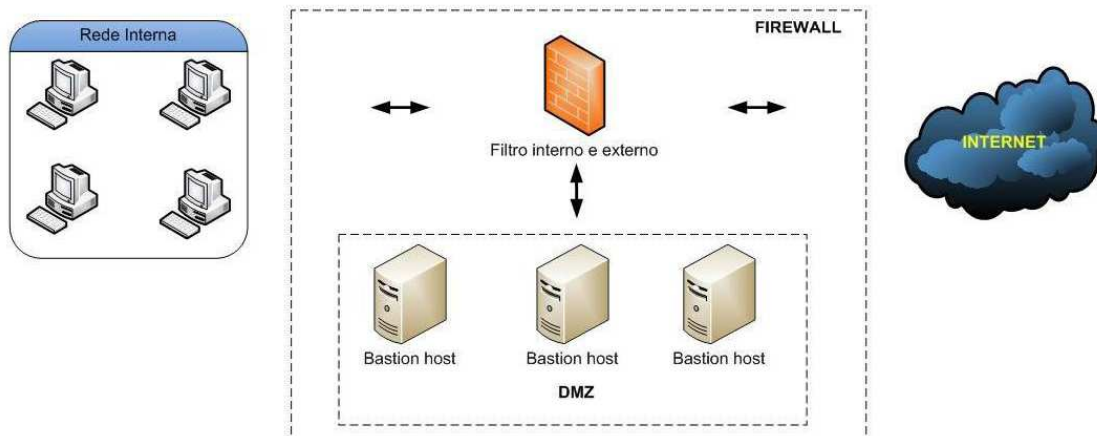 Rede Interna
FIREWALL
Filtro interno e externo
INTERNET
Bastion host
Bastion host
Bastion host
DMZ